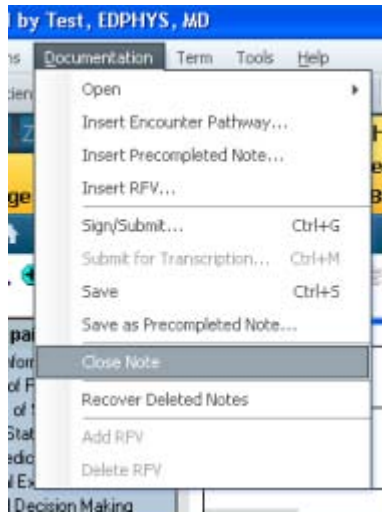 by Test, EDPHYS, MD
Documentation Term Tools Help
Open
Insert Encounter Pathway...
Insert Precompleted Note...
Insert RFV...
Sign/Submit... Ctrl+G
Submit for Transcription... Ctrl+M
Save Ctrl+S
Save as Precompleted Note...
Close Note
Recover Deleted Notes
Add RFV
Delete RFV
Decision Making